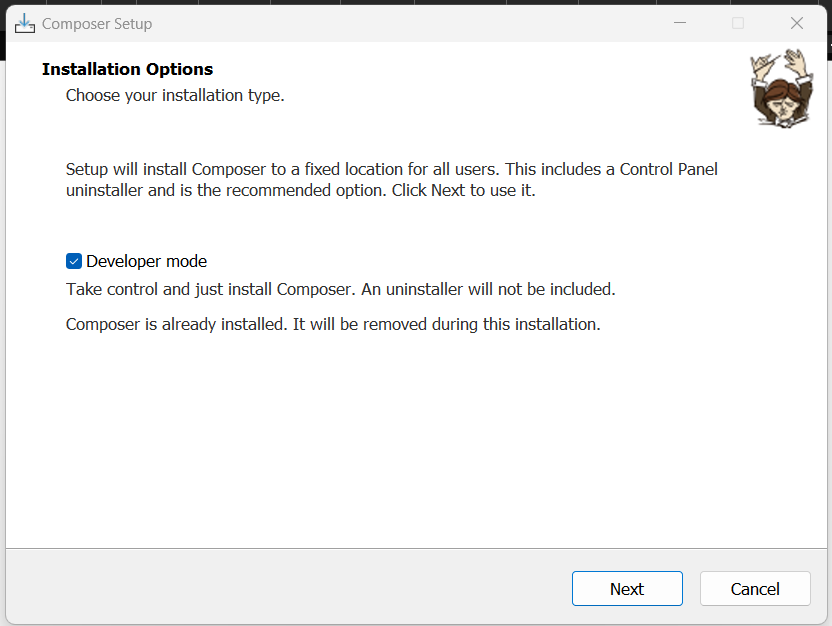 Composer Setup
Installation Options
Choose your installation type.
Setup will install Composer to a fixed location for all users. This includes a Control Panel
uninstaller and is the recommended option. Click Next to use it.
Developer mode
Take control and just install Composer. An uninstaller will not be included.
Composer is already installed. It will be removed during this installation.
Next
Cancel